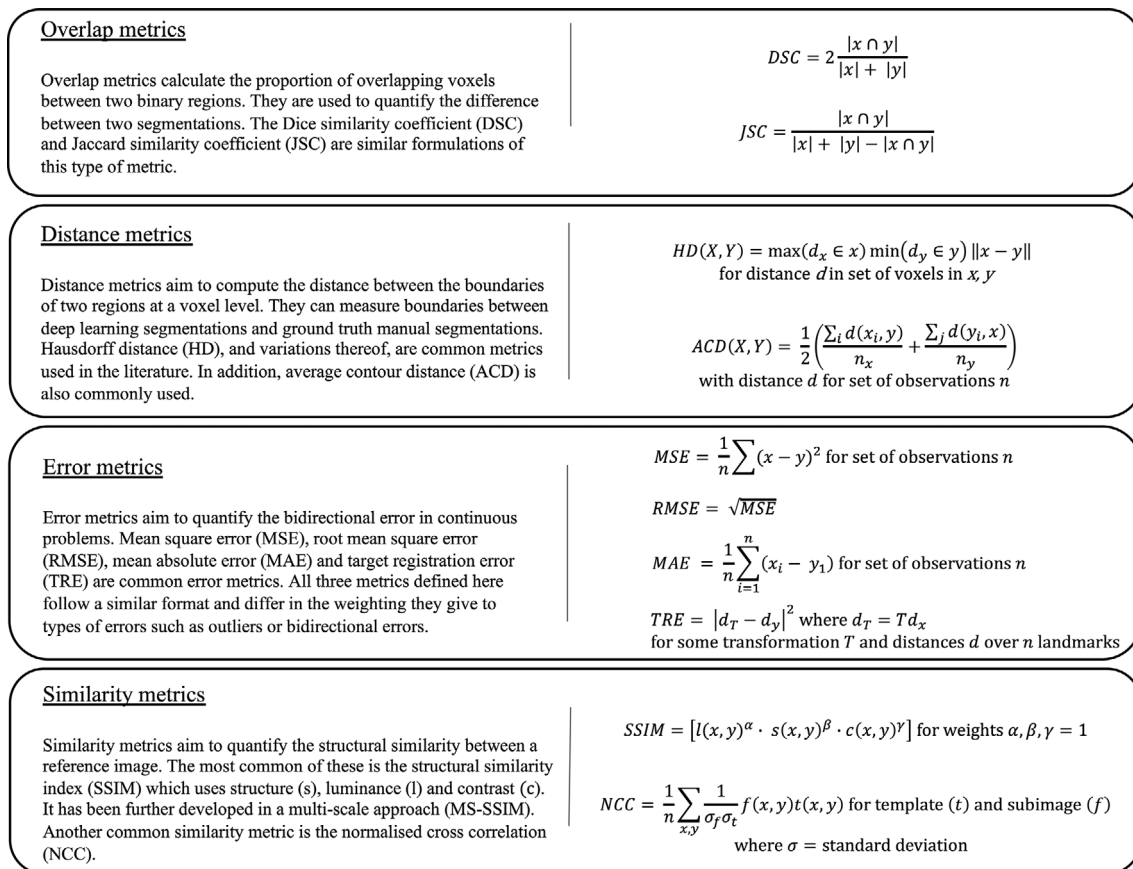 Overlap metrics
Overlap metrics calculate the proportion of overlapping voxels
between two binary regions. They are used to quantify the difference
between two segmentations. The Dice similarity coefficient (DSC)
and Jaccard similarity coefficient (JSC) are similar formulations of
this type of metric.
DSC = 2 |x ∩ y| / |x| + |y|
JSC = |x ∩ y| / |x| + |y| − |x ∩ y|
Distance metrics
Distance metrics aim to compute the distance between the boundaries
of two regions at a voxel level. They can measure boundaries between
deep learning segmentations and ground truth manual segmentations.
Hausdorff distance (HD), and variations thereof, are common metrics
used in the literature. In addition, average contour distance (ACD) is
also commonly used.
HD(X, Y) = max(dₓ ∈ x) min(d_y ∈ y) ‖x − y‖
for distance d in set of voxels in x, y
ACD(X, Y) = 1/2 (∑ᵢ d(xᵢ, y) / nₓ + ∑ⱼ d(yᵢ, x) / n_y)
with distance d for set of observations n
Error metrics
Error metrics aim to quantify the bidirectional error in continuous
problems. Mean square error (MSE), root mean square error
(RMSE), mean absolute error (MAE) and target registration error
(TRE) are common error metrics. All three metrics defined here
follow a similar format and differ in the weighting they give to
types of errors such as outliers or bidirectional errors.
MSE = 1/n ∑(x − y)² for set of observations n
RMSE = √MSE
MAE = 1/n ∑ᵢ₌₁ⁿ (xᵢ − y₁) for set of observations n
TRE = |d_T − d_y|² where d_T = Tdₓ
for some transformation T and distances d over n landmarks
Similarity metrics
Similarity metrics aim to quantify the structural similarity between a
reference image. The most common of these is the structural similarity
index (SSIM) which uses structure (s), luminance (l) and contrast (c).
It has been further developed in a multi-scale approach (MS-SSIM).
Another common similarity metric is the normalised cross correlation
(NCC).
SSIM = [l(x, y)^α · s(x, y)^β · c(x, y)^γ] for weights α, β, γ = 1
NCC = 1/n ∑_{x,y} 1/(σ_f σ_t) f(x, y)t(x, y) for template (t) and subimage (f)
where σ = standard deviation